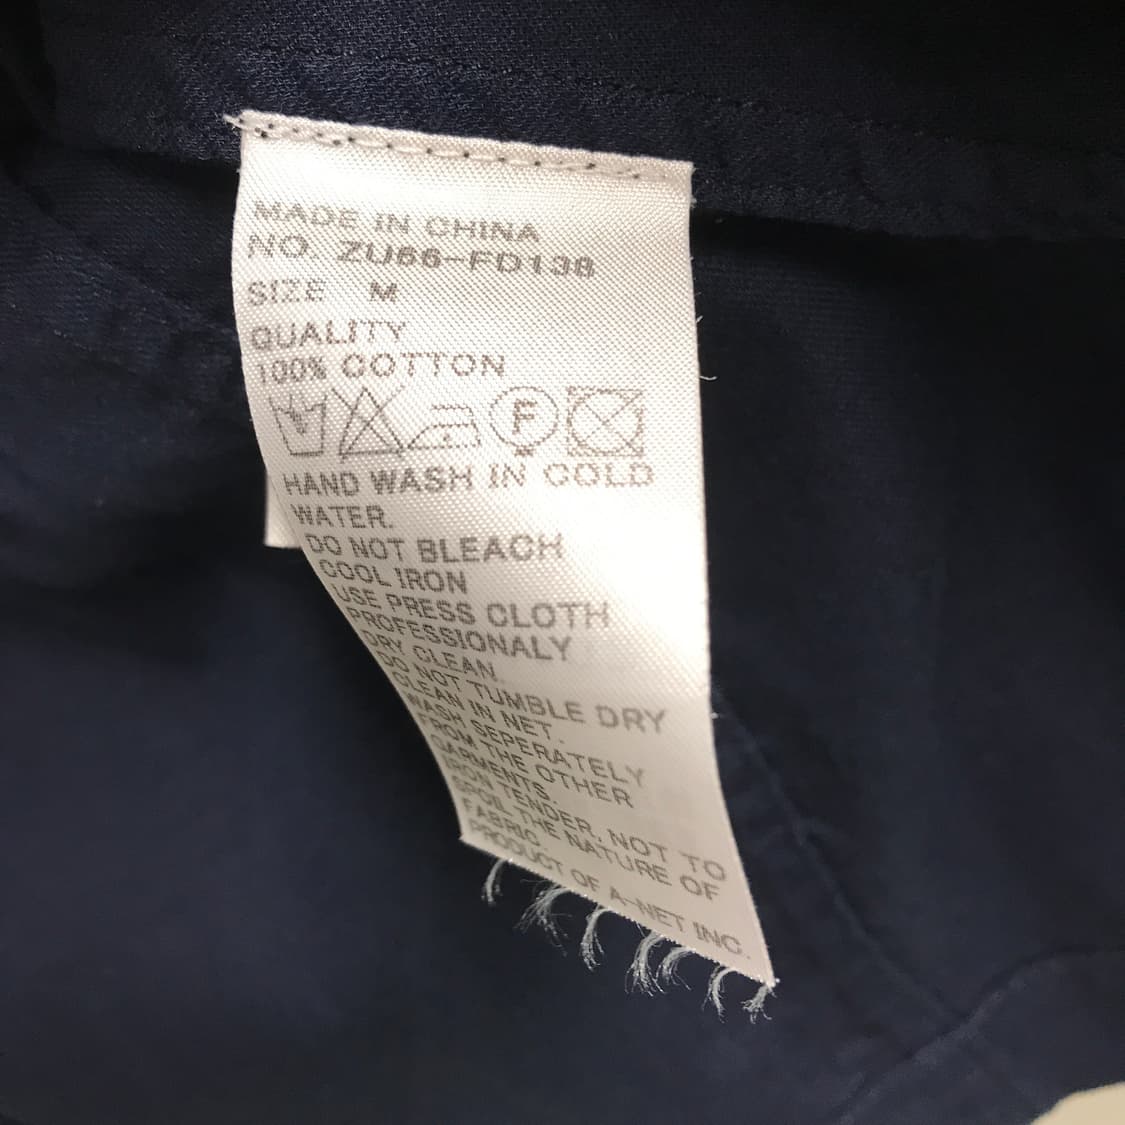 MADE IN CHINA
NO. ZU66-FD138
SIZE M
QUALITY
100% COTTON
F
HAND WASH IN COLD
WATER.
DO NOT BLEACH
COOL IRON
USE PRESS CLOTH
PROFESSIONALY
DRY CLEAN.
DO NOT TUMBLE DRY
CLEAN IN NET.
WASH SEPERATELY
FROM THE OTHER
GARMENTS.
IRON TENDER, NOT TO
SPOIL THE NATURE OF
FABRIC.
PRODUCT OF A-NET INC.